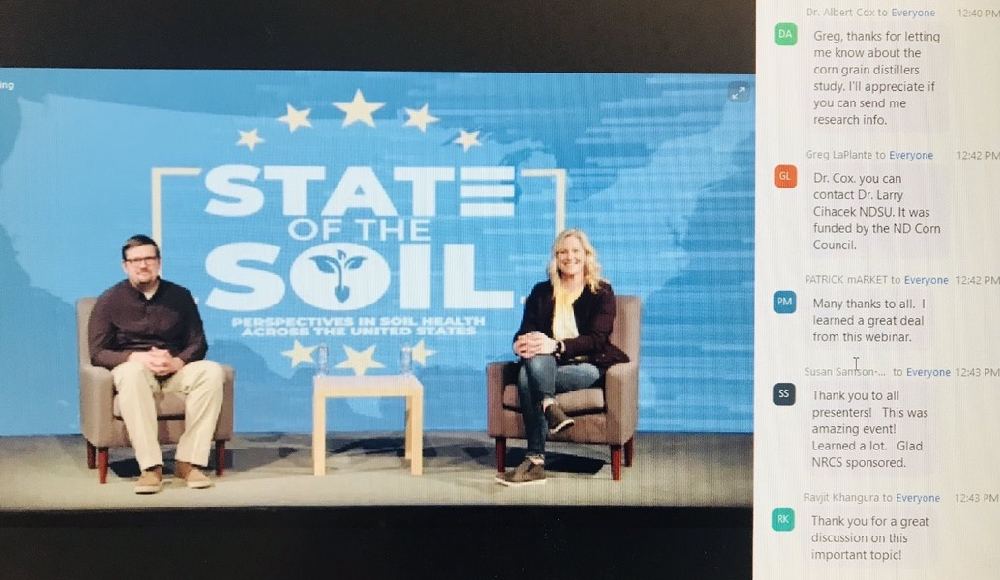 ing
STATE
OF THE
SOIL
PERSPECTIVES IN SOIL HEALTH
ACROSS THE UNITED STATES
Dr. Albert Cox to Everyone 12:40 PM
DA
Greg, thanks for letting
me know about the
corn grain distillers
study. I'll appreciate if
you can send me
research info.
Greg LaPlante to Everyone 12:42 PM
GL
Dr. Cox. you can
contact Dr. Larry
Cihacek NDSU. It was
funded by the ND Corn
Council.
PATRICK mARKET to Everyone 12:42 PM
PM
Many thanks to all. I
learned a great deal
from this webinar.
Susan Samson-... to Everyone 12:43 PM
SS
Thank you to all
presenters! This was
amazing event!
Learned a lot. Glad
NRCS sponsored.
Ravjit Khangura to Everyone 12:43 PM
RK
Thank you for a great
discussion on this
important topic!